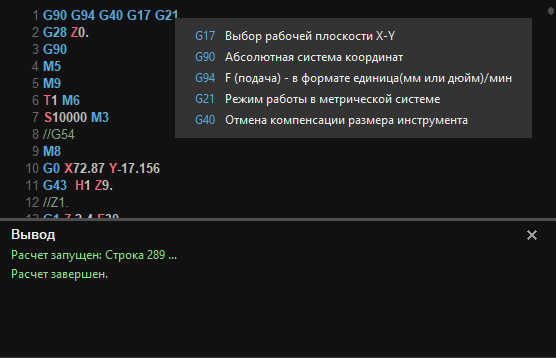 1 G90 G94 G40 G17 G21
2 G28 Z0.
3 G90
4 M5
5 M9
6 T1 M6
7 S10000 M3
8 //G54
9 M8
10 G0 X72.87 Y-17.156
11 G43 H1 Z9.
12 //Z1.
G17 Выбор рабочей плоскости X-Y
G90 Абсолютная система координат
G94 F (подача) - в формате единица(мм или дюйм)/мин
G21 Режим работы в метрической системе
G40 Отмена компенсации размера инструмента
Вывод
Расчет запущен: Строка 289 ...
Расчет завершен.